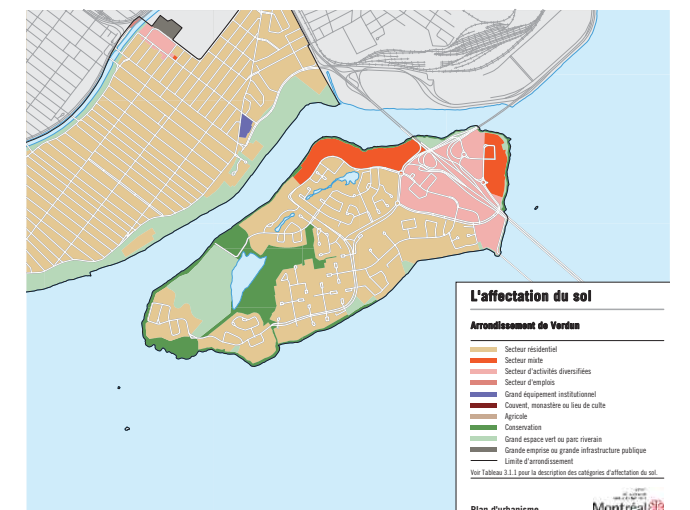 L'affectation du sol
Arrondissement de Verdun
Secteur résidentiel
Secteur mixte
Secteur d'activités diversifiées
Secteur d'emplois
Grand équipement institutionnel
Couvent, monastère ou lieu de culte
Agricole
Conservation
Grand espace vert ou parc riverain
Grande emprise ou grande infrastructure publique
Limite d'arrondissement
Voir Tableau 3.1.1 pour la description des catégories d'affectation du sol.
Plan d'urbanisme
Montréal